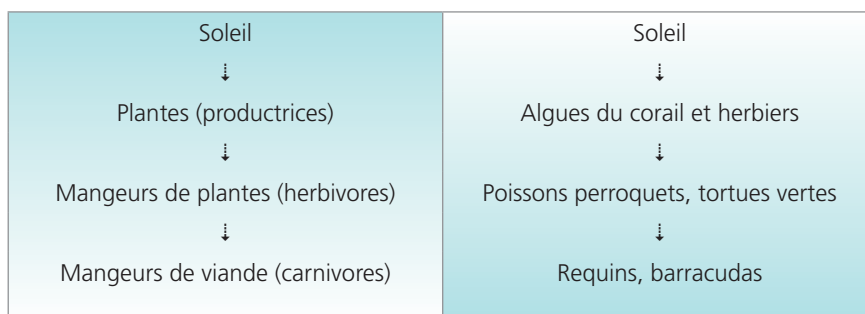 Soleil
⇣
Plantes (productrices)
⇣
Mangeurs de plantes (herbivores)
⇣
Mangeurs de viande (carnivores)
Soleil
⇣
Algues du corail et herbiers
⇣
Poissons perroquets, tortues vertes
⇣
Requins, barracudas